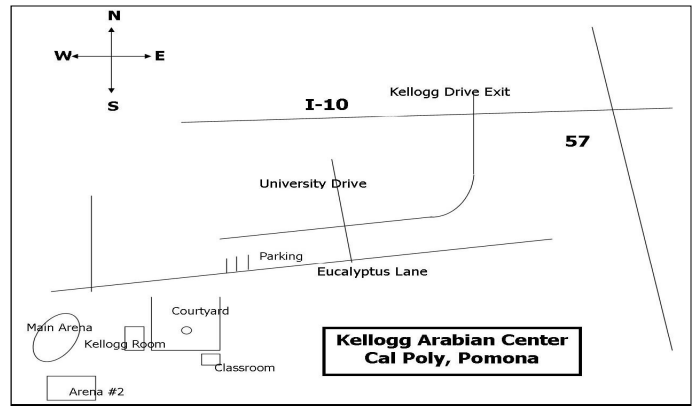 N
W E
S
Kellogg Drive Exit
I-10
57
University Drive
Parking
Eucalyptus Lane
Courtyard
Main Arena
Kellogg Room
Kellogg Arabian Center
Cal Poly, Pomona
Classroom
Arena #2